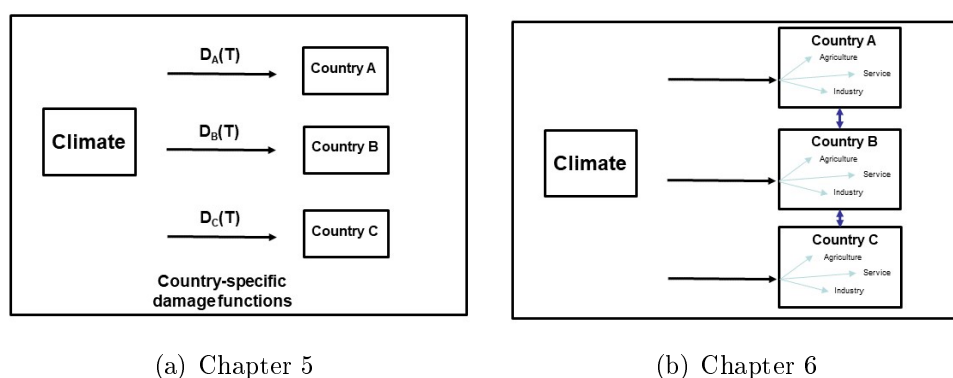 D_A(T)
Country A
Climate
D_B(T)
Country B
D_C(T)
Country C
Country-specific
damage functions
(a) Chapter 5
Country A
Agriculture
Service
Industry
Climate
Country B
Agriculture
Service
Industry
Country C
Agriculture
Service
Industry
(b) Chapter 6